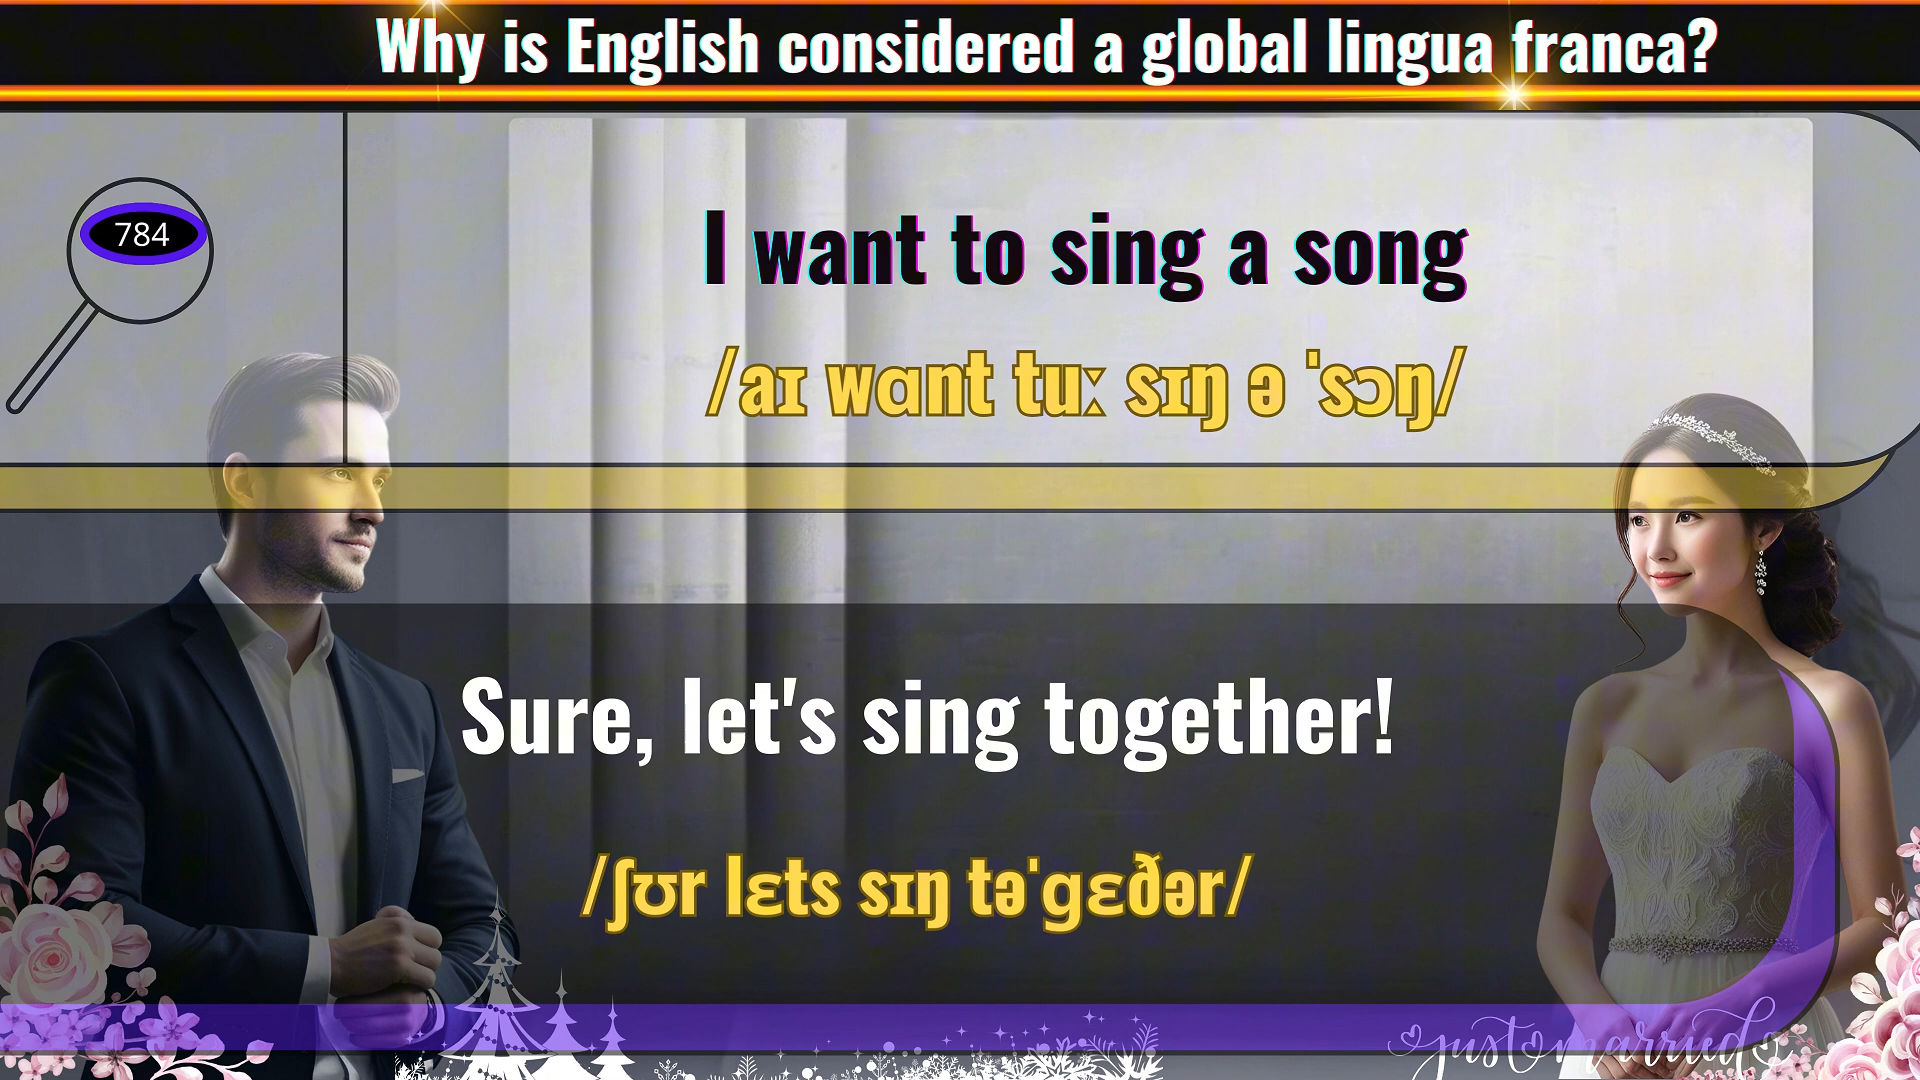 Why is English considered a global lingua franca?
784
I want to sing a song
/aɪ wɑnt tuː sɪŋ ə ˈsɔŋ/
Sure, let's sing together!
/ʃʊr lɛts sɪŋ təˈɡɛðər/
just married